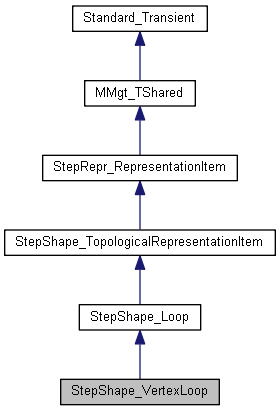 Standard_Transient
MMgt_TShared
StepRepr_RepresentationItem
StepShape_TopologicalRepresentationItem
StepShape_Loop
StepShape_VertexLoop